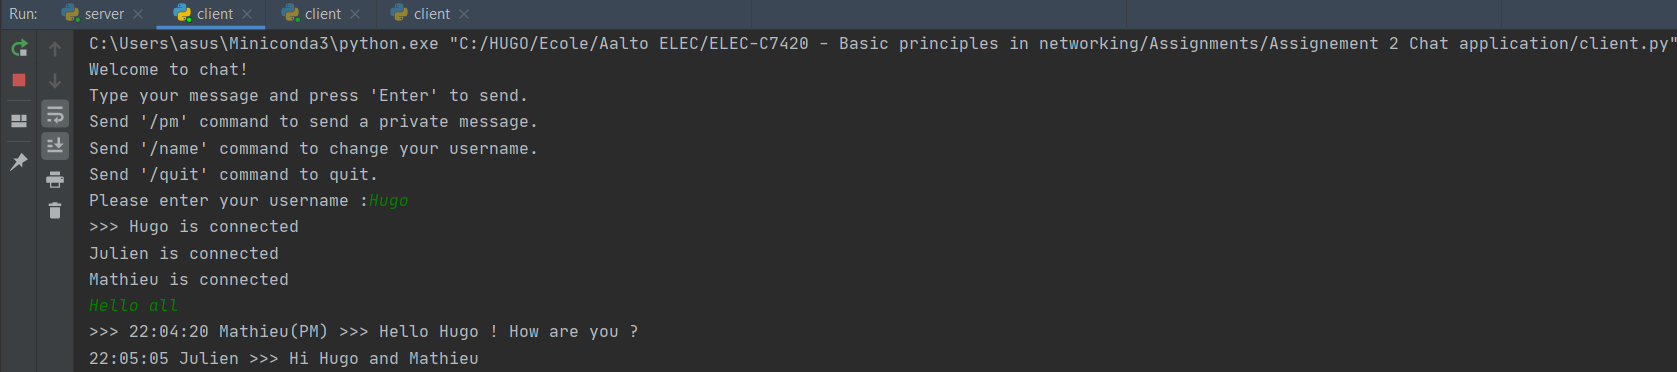 Run: server client client client
C:\Users\asus\Miniconda3\python.exe "C:/HUGO/Ecole/Aalto ELEC/ELEC-C7420 - Basic principles in networking/Assignments/Assignement 2 Chat application/client.py"
Welcome to chat!
Type your message and press 'Enter' to send.
Send '/pm' command to send a private message.
Send '/name' command to change your username.
Send '/quit' command to quit.
Please enter your username :Hugo
>>> Hugo is connected
Julien is connected
Mathieu is connected
Hello all
>>> 22:04:20 Mathieu(PM) >>> Hello Hugo ! How are you ?
22:05:05 Julien >>> Hi Hugo and Mathieu